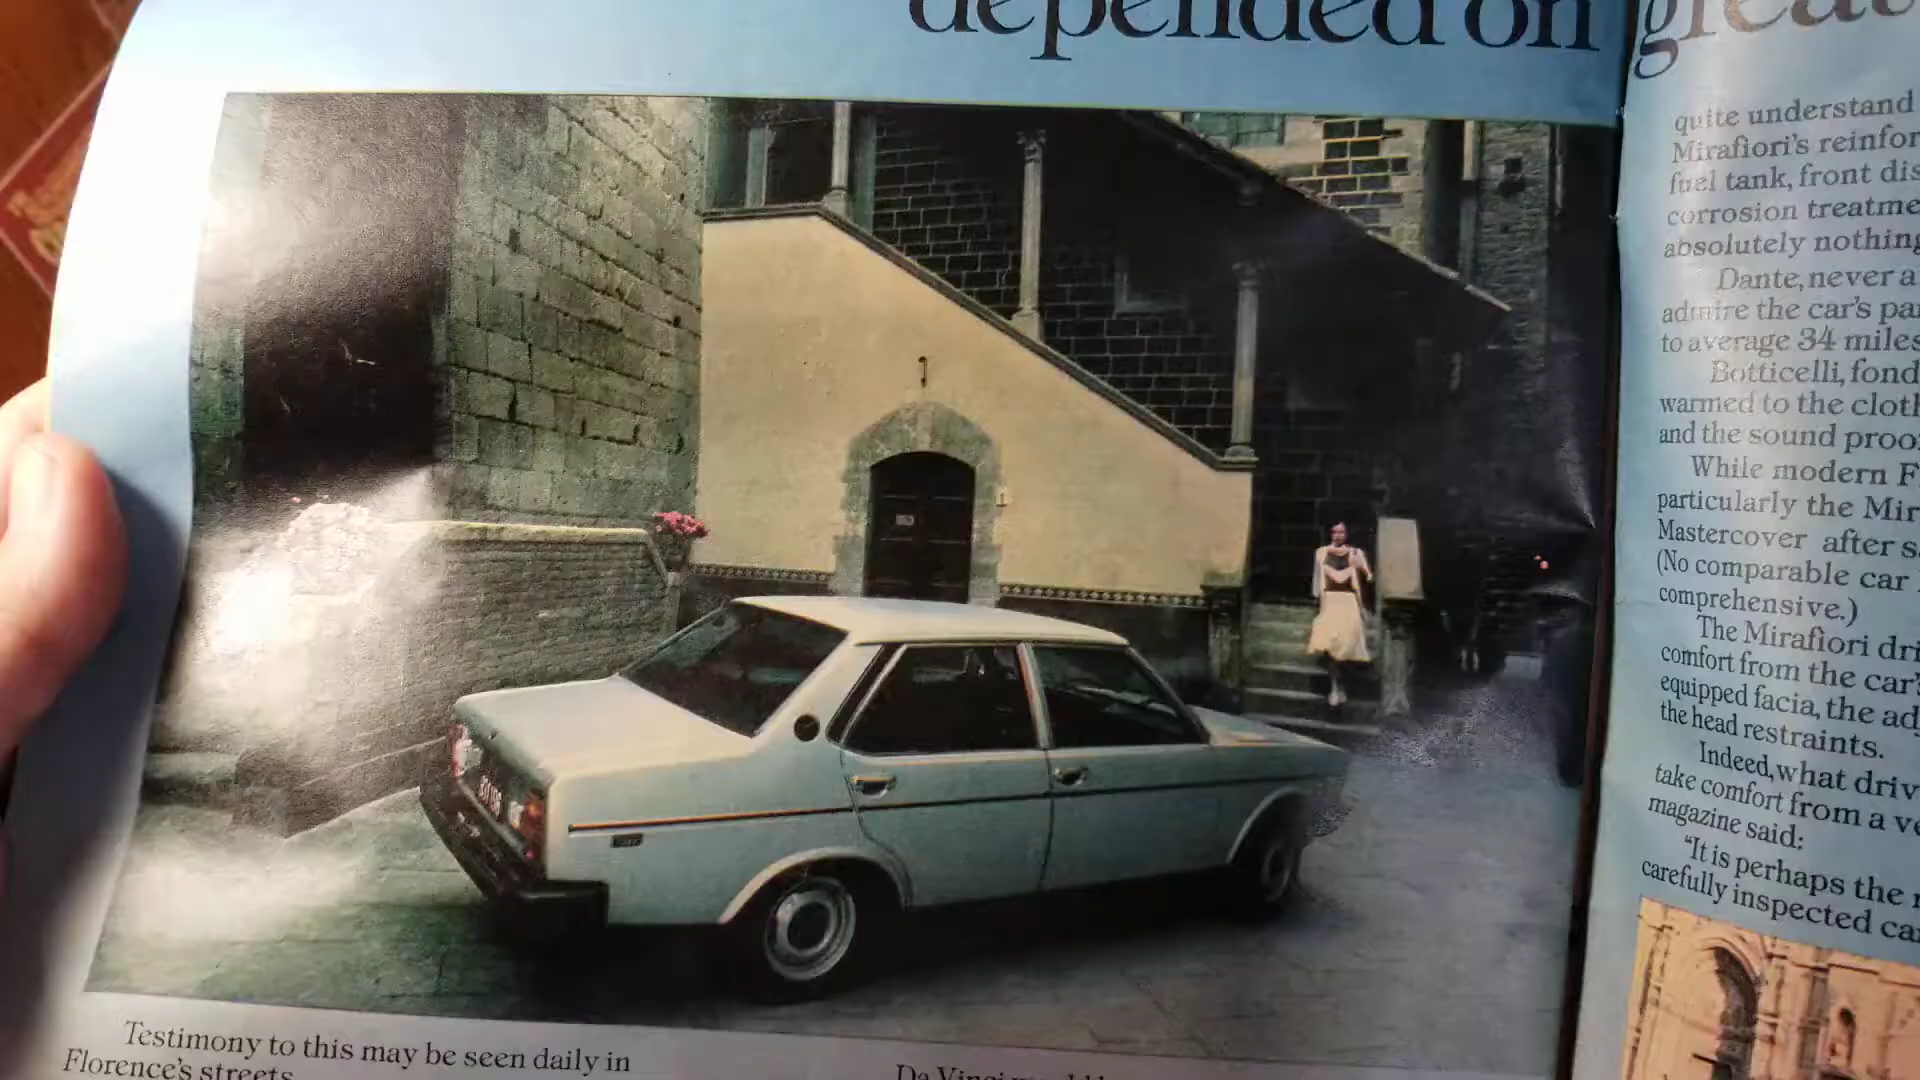 depended on great
Testimony to this may be seen daily in
Florence's streets.
Da Vinci
quite understand
Mirafiori's reinfor
fuel tank, front dis
corrosion treatme
absolutely nothing
Dante, never a
admire the car's pa
to average 34 miles
Botticelli, fond
warmed to the cloth
and the sound proo
While modern F
particularly the Mir
Mastercover after s
(No comparable car
comprehensive.)
The Mirafiori dri
comfort from the car's
equipped facia, the ad
the head restraints.
Indeed, what driv
take comfort from a ve
magazine said:
"It is perhaps the
carefully inspected ca